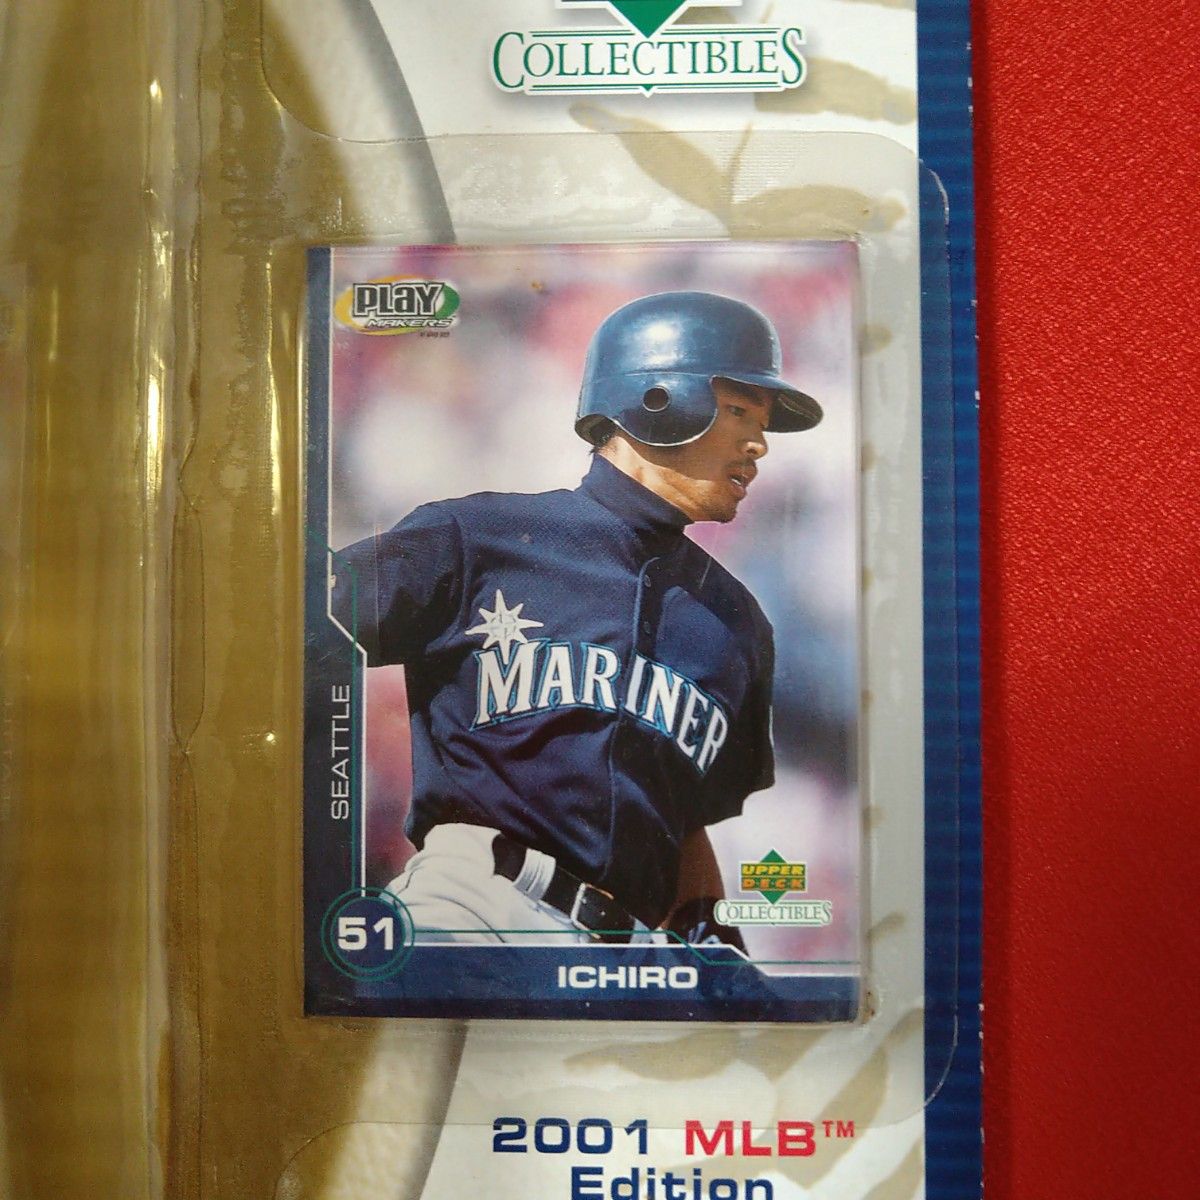 COLLECTIBLES
PLAY
MAKERS
MARINER
SEATTLE
UPPER
DECK
COLLECTIBLES
51
ICHIRO
2001 MLB™
Edition